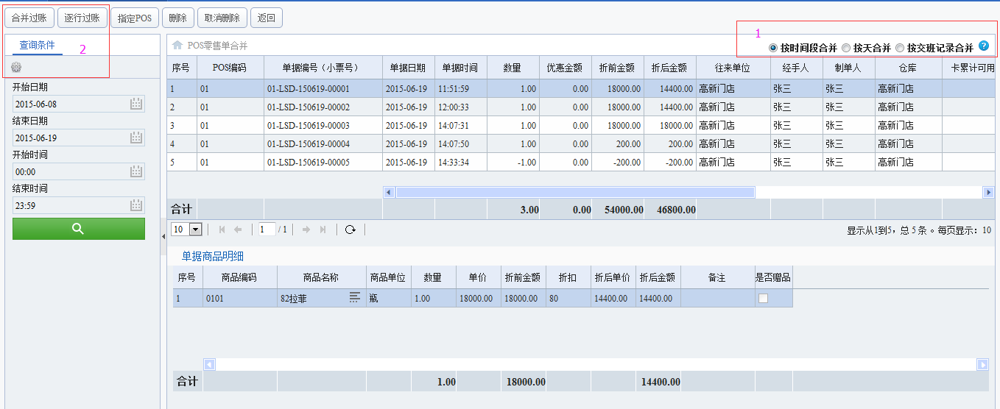 合并过账 逐行过账 指定POS 删除 取消删除 返回
查询条件 2
开始日期
2015-06-08
结束日期
2015-06-19
开始时间
00:00
结束时间
23:59
1
POS零售单合并 按时间段合并 按天合并 按交班记录合并 ?
序号 POS编码 单据编号（小票号） 单据日期 单据时间 数量 优惠金额 折前金额 折后金额 往来单位 经手人 制单人 仓库 卡累计可用
1 01 01-LSD-150619-00001 2015-06-19 11:51:59 1.00 0.00 18000.00 14400.00 高新门店 张三 张三 高新门店
2 01 01-LSD-150619-00002 2015-06-19 12:00:33 1.00 0.00 18000.00 14400.00 高新门店 张三 张三 高新门店
3 01 01-LSD-150619-00003 2015-06-19 14:07:31 1.00 0.00 18000.00 18000.00 高新门店 张三 张三 高新门店
4 01 01-LSD-150619-00004 2015-06-19 14:07:50 1.00 0.00 200.00 200.00 高新门店 张三 张三 高新门店
5 01 01-LSD-150619-00005 2015-06-19 14:33:34 -1.00 0.00 -200.00 -200.00 高新门店 张三 张三 高新门店
合计 3.00 0.00 54000.00 46800.00
10 1 / 1 显示从1到5，总 5 条 。每页显示：10
单据商品明细
序号 商品编码 商品名称 商品单位 数量 单价 折前金额 折扣 折后单价 折后金额 备注 是否赠品
1 0101 82拉菲 瓶 1.00 18000.00 18000.00 80 14400.00 14400.00
合计 1.00 18000.00 14400.00